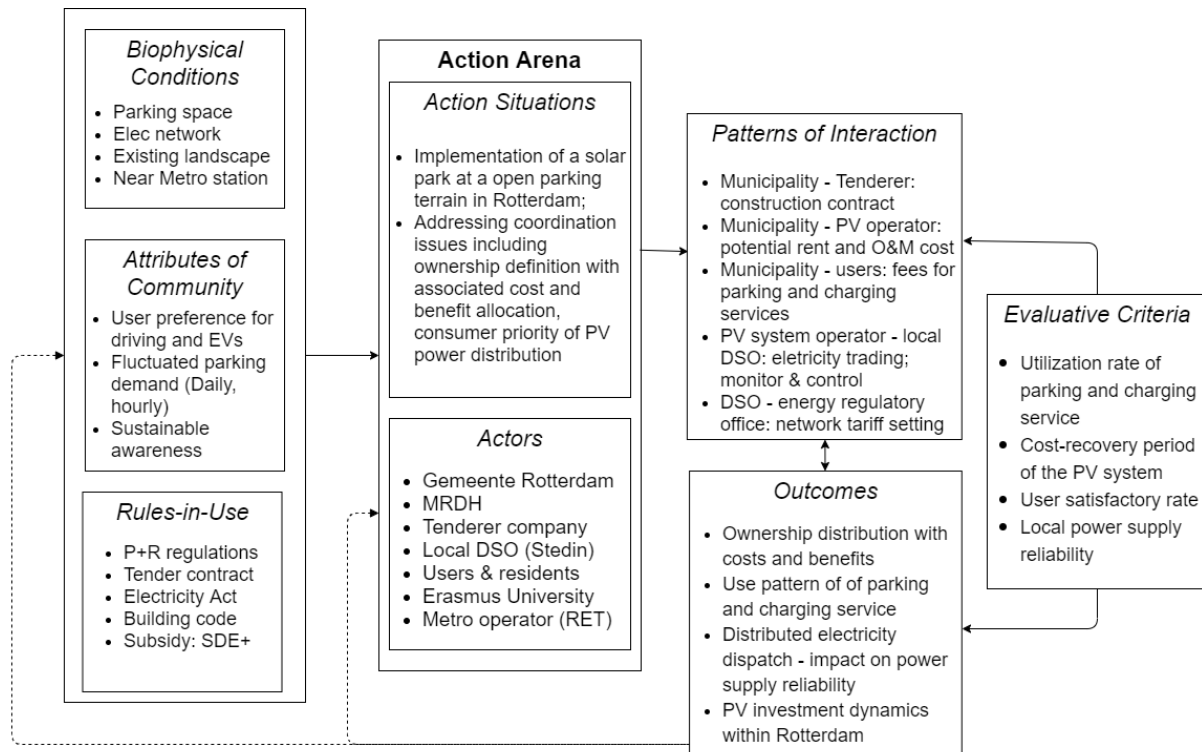 Biophysical
Conditions
• Parking space
• Elec network
• Existing landscape
• Near Metro station
Attributes of
Community
• User preference for
driving and EVs
• Fluctuated parking
demand (Daily,
hourly)
• Sustainable
awareness
Rules-in-Use
• P+R regulations
• Tender contract
• Electricity Act
• Building code
• Subsidy: SDE+
Action Arena
Action Situations
• Implementation of a solar
park at a open parking
terrain in Rotterdam;
• Addressing coordination
issues including
ownership definition with
associated cost and
benefit allocation,
consumer priority of PV
power distribution
Actors
• Gemeente Rotterdam
• MRDH
• Tenderer company
• Local DSO (Stedin)
• Users & residents
• Erasmus University
• Metro operator (RET)
Patterns of Interaction
• Municipality - Tenderer:
construction contract
• Municipality - PV operator:
potential rent and O&M cost
• Municipality - users: fees for
parking and charging
services
• PV system operator - local
DSO: eletricity trading;
monitor & control
• DSO - energy regulatory
office: network tariff setting
Outcomes
• Ownership distribution with
costs and benefits
• Use pattern of of parking
and charging service
• Distributed electricity
dispatch - impact on power
supply reliability
• PV investment dynamics
within Rotterdam
Evaluative Criteria
• Utilization rate of
parking and charging
service
• Cost-recovery period
of the PV system
• User satisfactory rate
• Local power supply
reliability